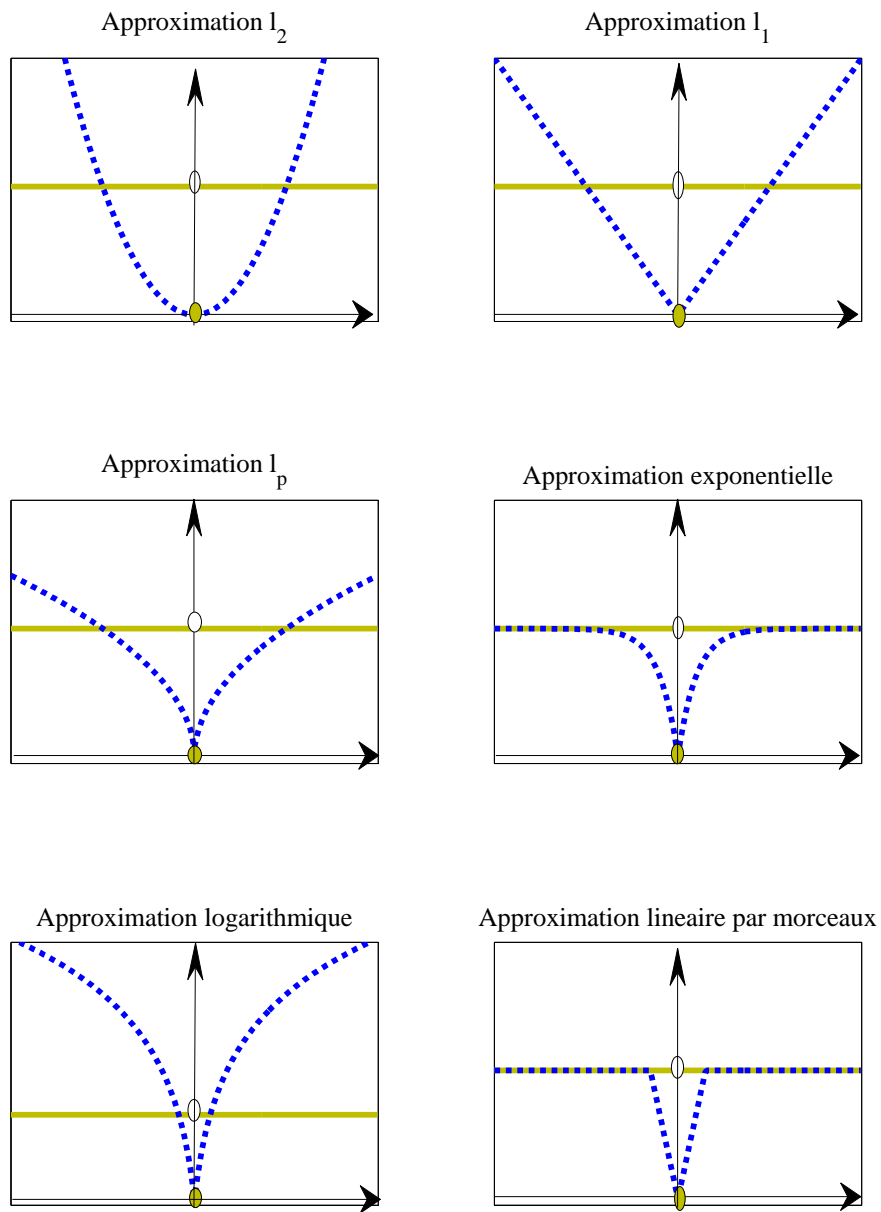 Approximation l2
Approximation l1
Approximation lp
Approximation exponentielle
Approximation logarithmique
Approximation lineaire par morceaux